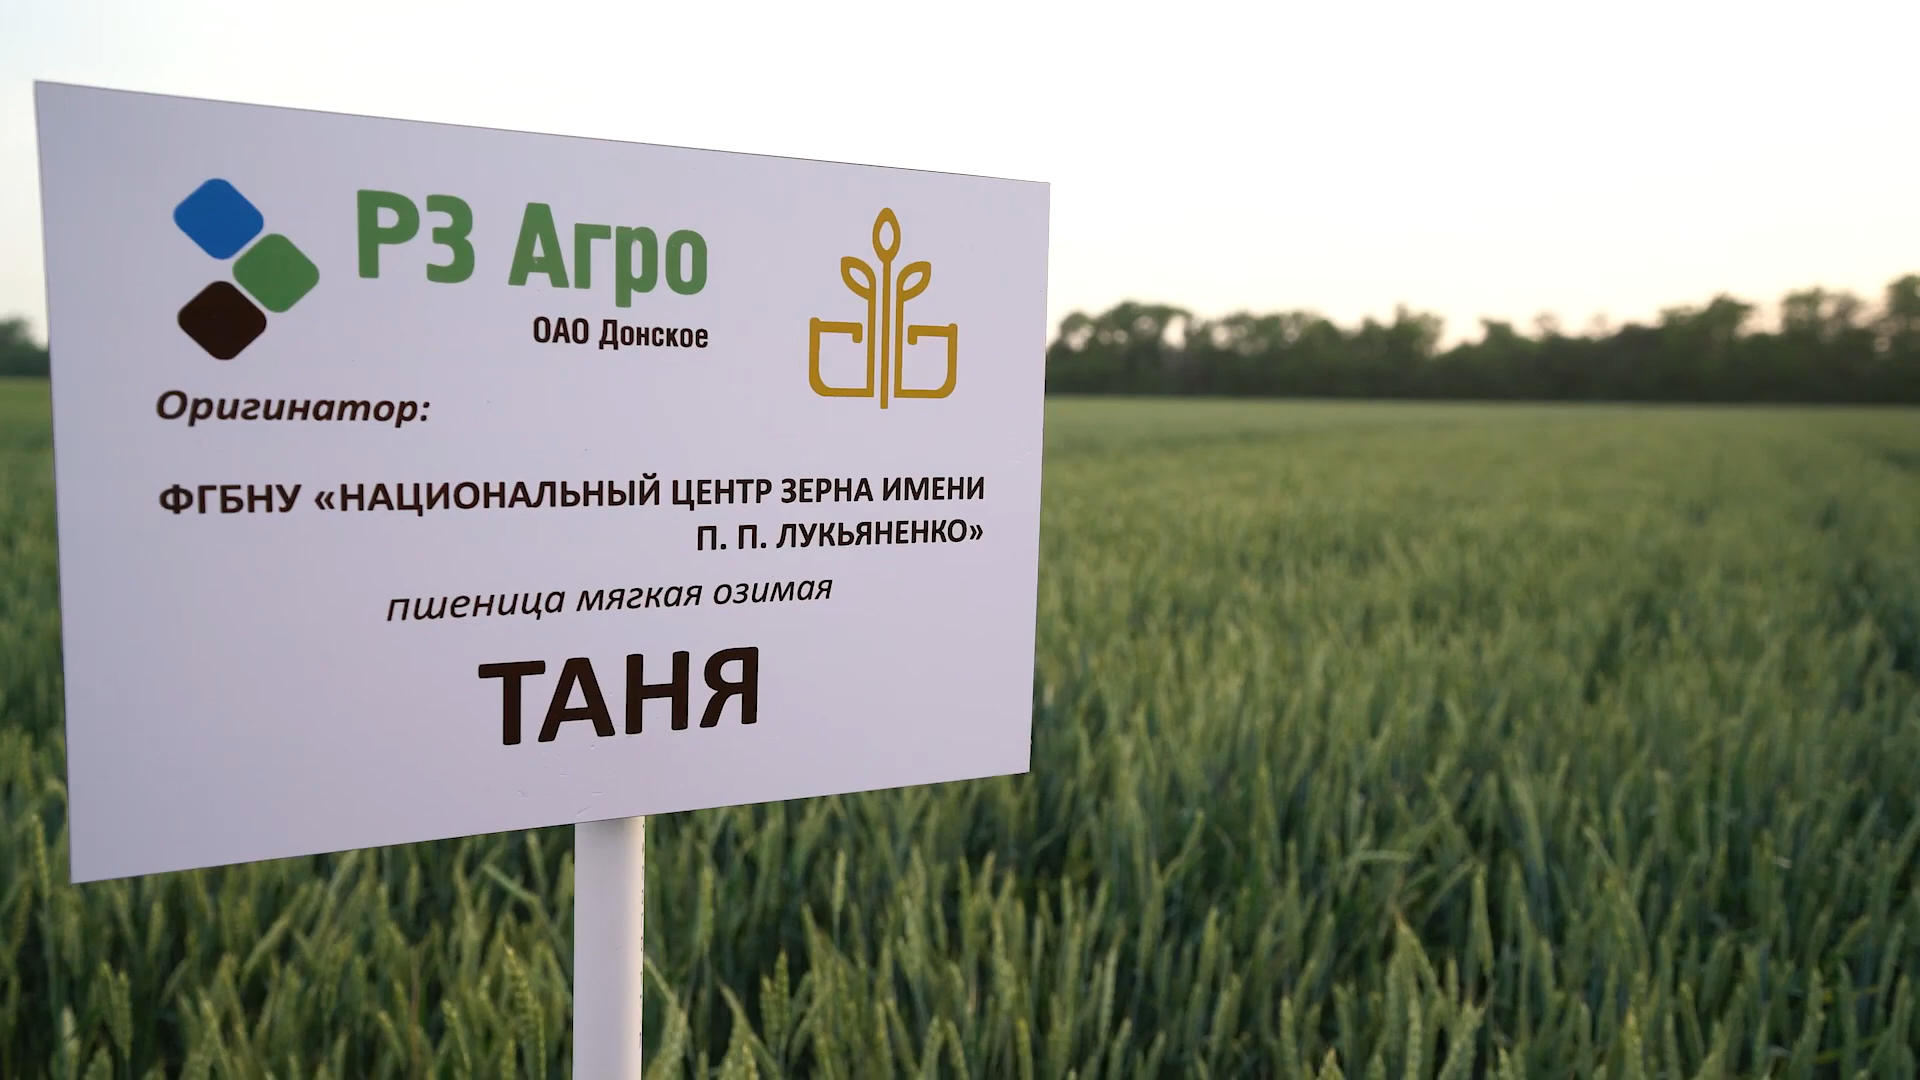 РЗ Агро
ОАО Донское
Оригинатор:
ФГБНУ «НАЦИОНАЛЬНЫЙ ЦЕНТР ЗЕРНА ИМЕНИ
П. П. ЛУКЬЯНЕНКО»
пшеница мягкая озимая
ТАНЯ